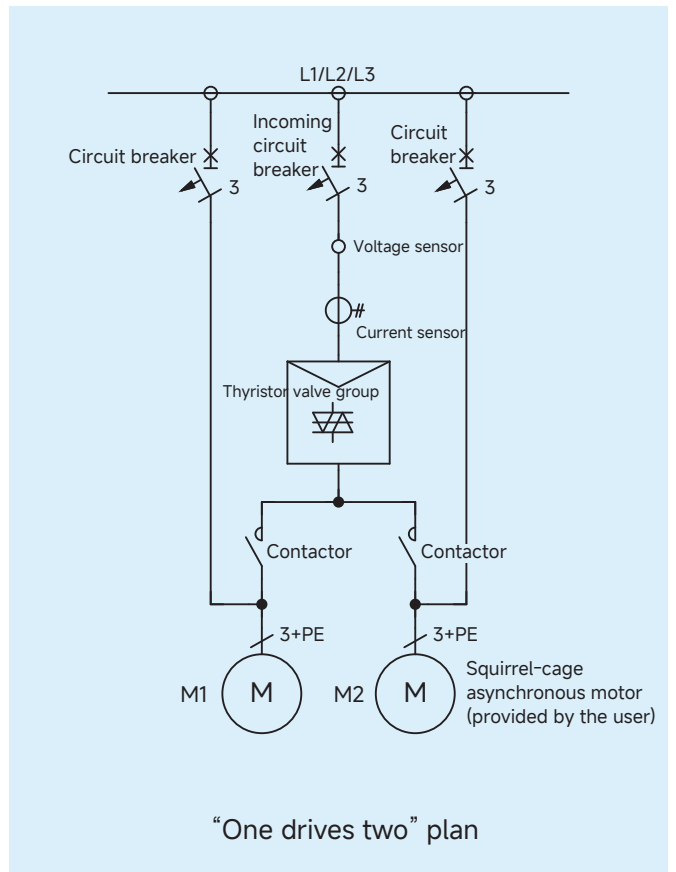 L1/L2/L3
Circuit breaker
3
Incoming
circuit
breaker
3
Circuit
breaker
3
Voltage sensor
Current sensor
Thyristor valve group
Contactor
Contactor
3+PE
3+PE
M1
M
M2
M
Squirrel-cage
asynchronous motor
(provided by the user)
“One drives two” plan